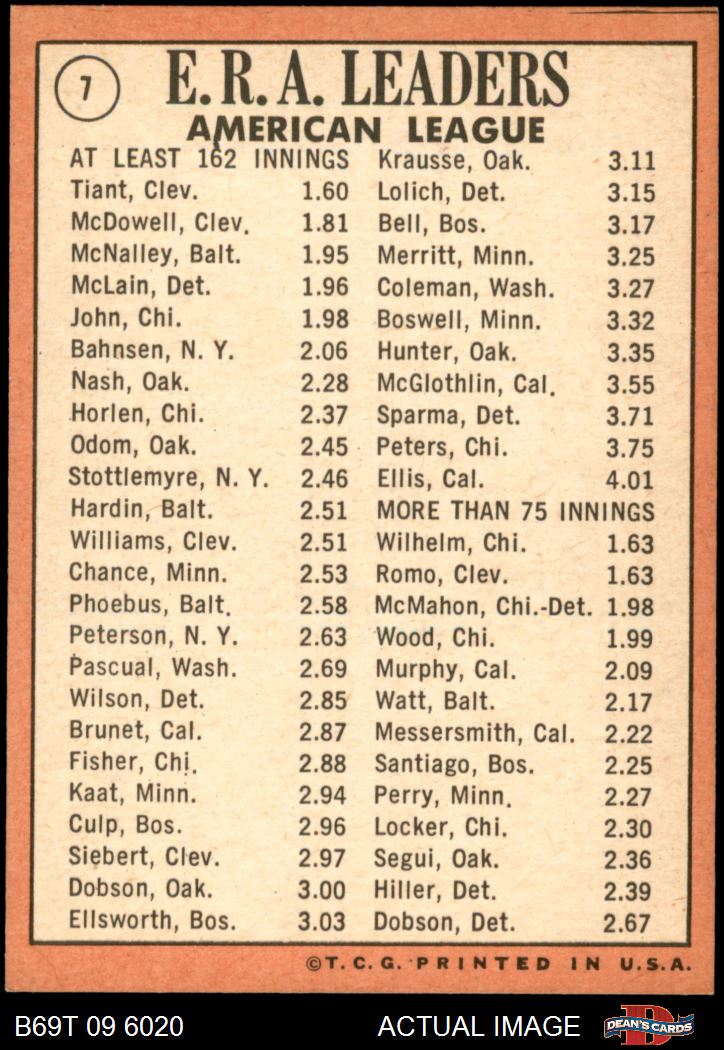 7
E. R. A. LEADERS
AMERICAN LEAGUE
AT LEAST 162 INNINGS
Tiant, Clev. 1.60
McDowell, Clev. 1.81
McNalley, Balt. 1.95
McLain, Det. 1.96
John, Chi. 1.98
Bahnsen, N. Y. 2.06
Nash, Oak. 2.28
Horlen, Chi. 2.37
Odom, Oak. 2.45
Stottlemyre, N. Y. 2.46
Hardin, Balt. 2.51
Williams, Clev. 2.51
Chance, Minn. 2.53
Phoebus, Balt. 2.58
Peterson, N. Y. 2.63
Pascual, Wash. 2.69
Wilson, Det. 2.85
Brunet, Cal. 2.87
Fisher, Chi. 2.88
Kaat, Minn. 2.94
Culp, Bos. 2.96
Siebert, Clev. 2.97
Dobson, Oak. 3.00
Ellsworth, Bos. 3.03
Krausse, Oak. 3.11
Lolich, Det. 3.15
Bell, Bos. 3.17
Merritt, Minn. 3.25
Coleman, Wash. 3.27
Boswell, Minn. 3.32
Hunter, Oak. 3.35
McGlothlin, Cal. 3.55
Sparma, Det. 3.71
Peters, Chi. 3.75
Ellis, Cal. 4.01
MORE THAN 75 INNINGS
Wilhelm, Chi. 1.63
Romo, Clev. 1.63
McMahon, Chi.-Det. 1.98
Wood, Chi. 1.99
Murphy, Cal. 2.09
Watt, Balt. 2.17
Messersmith, Cal. 2.22
Santiago, Bos. 2.25
Perry, Minn. 2.27
Locker, Chi. 2.30
Segui, Oak. 2.36
Hiller, Det. 2.39
Dobson, Det. 2.67
©T. C. G. PRINTED IN U.S.A.
B69T 09 6020
ACTUAL IMAGE
D
DEAN'S CARDS